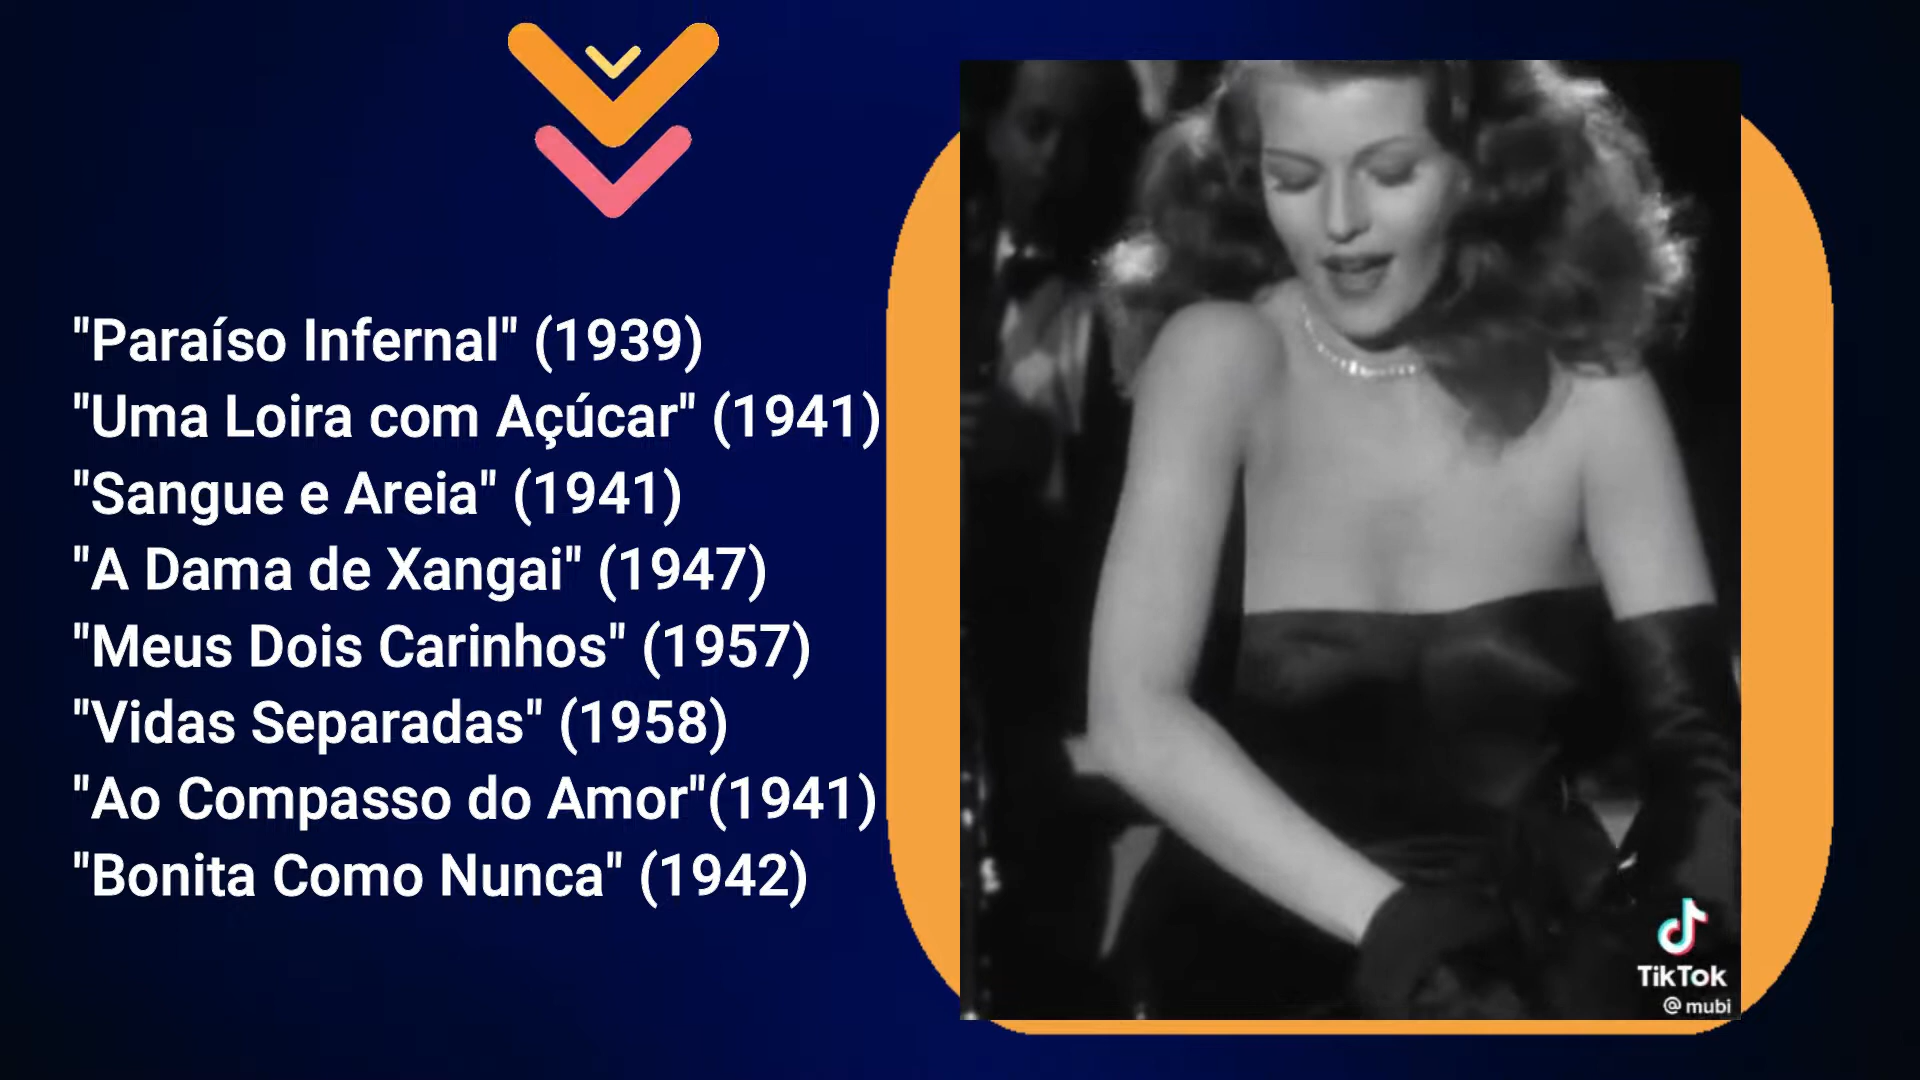 "Paraíso Infernal" (1939)
"Uma Loira com Açúcar" (1941)
"Sangue e Areia" (1941)
"A Dama de Xangai" (1947)
"Meus Dois Carinhos" (1957)
"Vidas Separadas" (1958)
"Ao Compasso do Amor"(1941)
"Bonita Como Nunca" (1942)
TikTok
@mubi